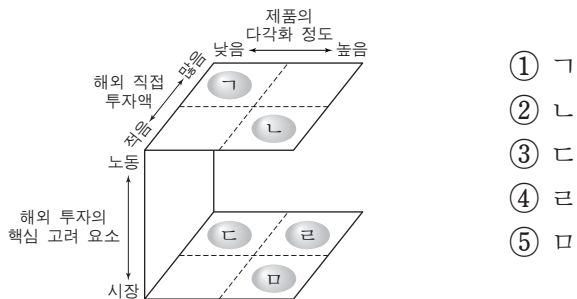 제품의
다각화 정도
낮음 높음
많음
해외 직접
투자액
적음
ㄱ
ㄴ
노동
해외 투자의
핵심 고려 요소
시장
ㄷ ㄹ
ㅁ
① ㄱ
② ㄴ
③ ㄷ
④ ㄹ
⑤ ㅁ